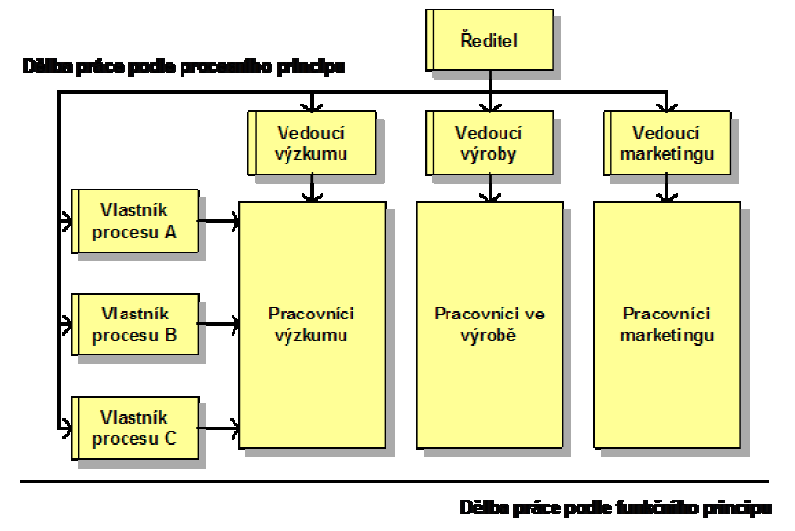 Ředitel
Dělba práce podle procesního principu
Vedoucí
výzkumu
Vedoucí
výroby
Vedoucí
marketingu
Vlastník
procesu A
Vlastník
procesu B
Vlastník
procesu C
Pracovníci
výzkumu
Pracovníci ve
výrobě
Pracovníci
marketingu
Dělba práce podle funkčního principu